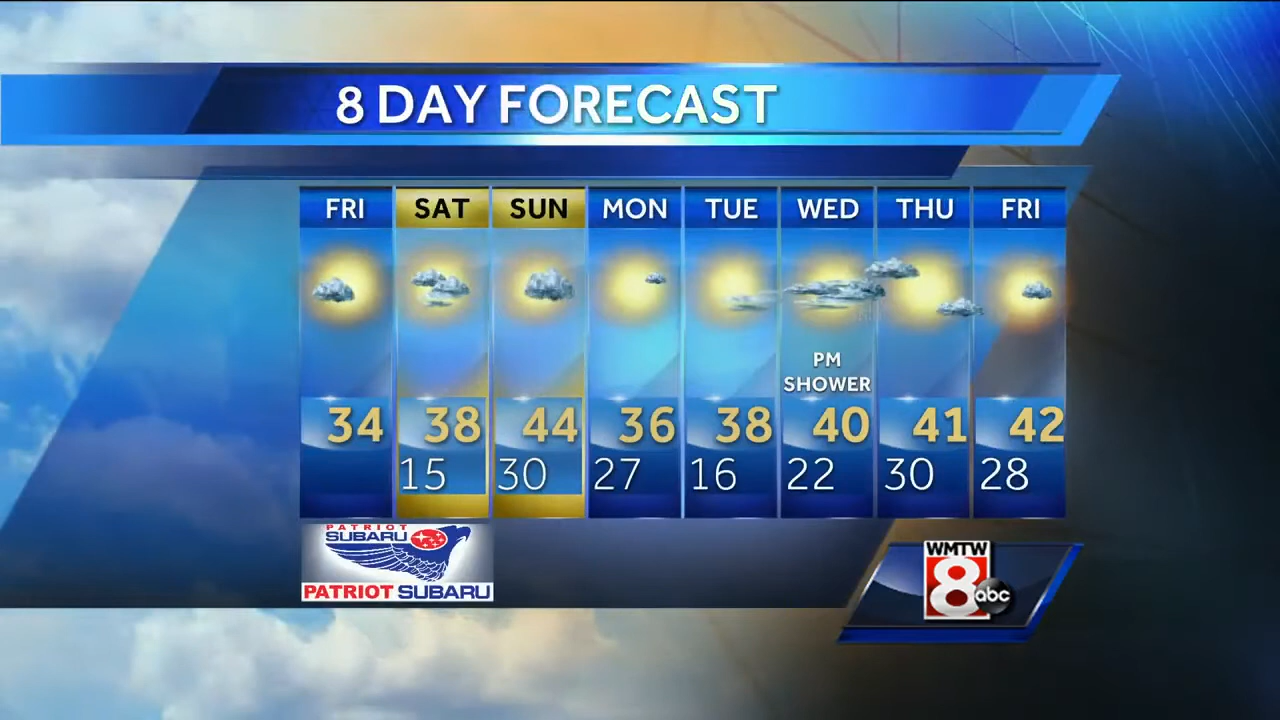 8 DAY FORECAST
FRI SAT SUN MON TUE WED THU FRI
PM
SHOWER
34 38 44 36 38 40 41 42
15 30 27 16 22 30 28
PATRIOT
SUBARU
PATRIOT SUBARU
WMTW
8
abc